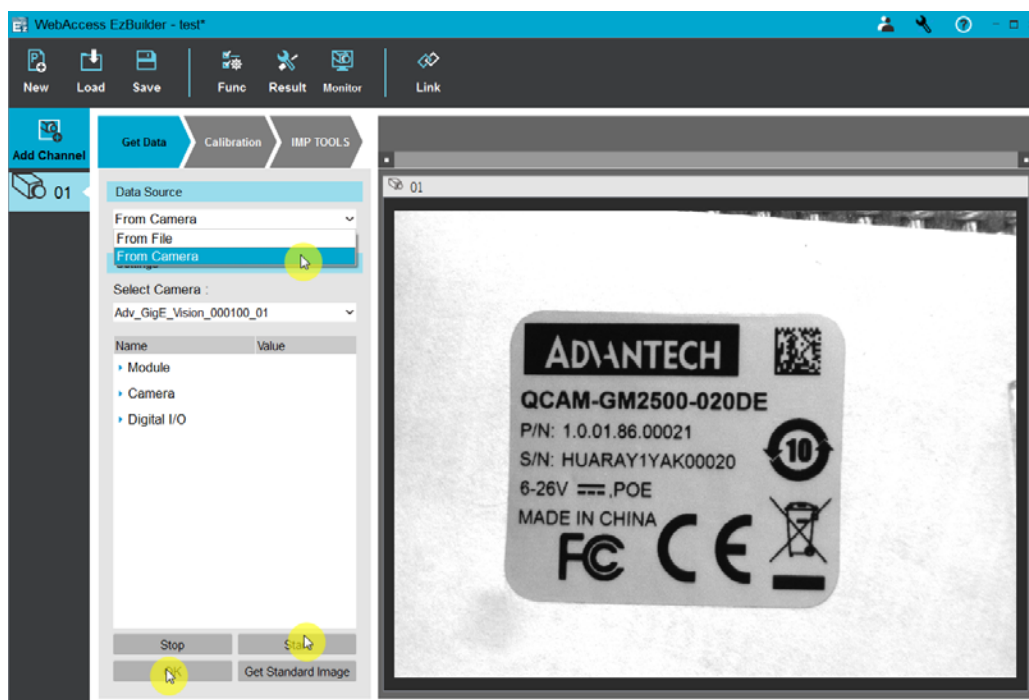 WebAccess EzBuilder - test*
New Load Save Func Result Monitor Link
Add Channel
01
Get Data Calibration IMP TOOLS
Data Source
From Camera
From File
From Camera
Select Camera :
Adv_GigE_Vision_000100_01
Name Value
Module
Camera
Digital I/O
Stop
Get Standard Image
01
ADVANTECH
QCAM-GM2500-020DE
P/N: 1.0.01.86.00021
S/N: HUARAY1YAK00020
6-26V ⎓,POE
MADE IN CHINA
10
FC CE